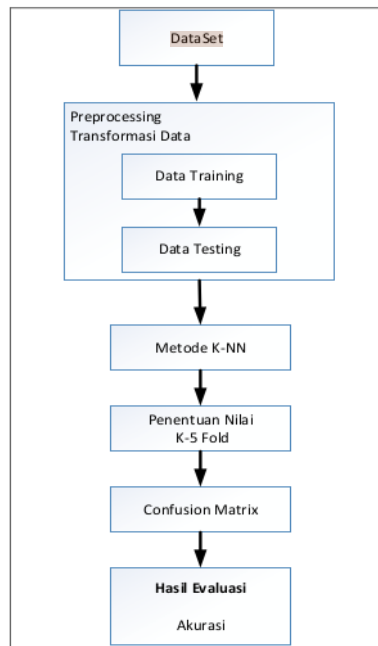 DataSet
Preprocessing
Transformasi Data
Data Training
Data Testing
Metode K-NN
Penentuan Nilai
K-5 Fold
Confusion Matrix
Hasil Evaluasi
Akurasi